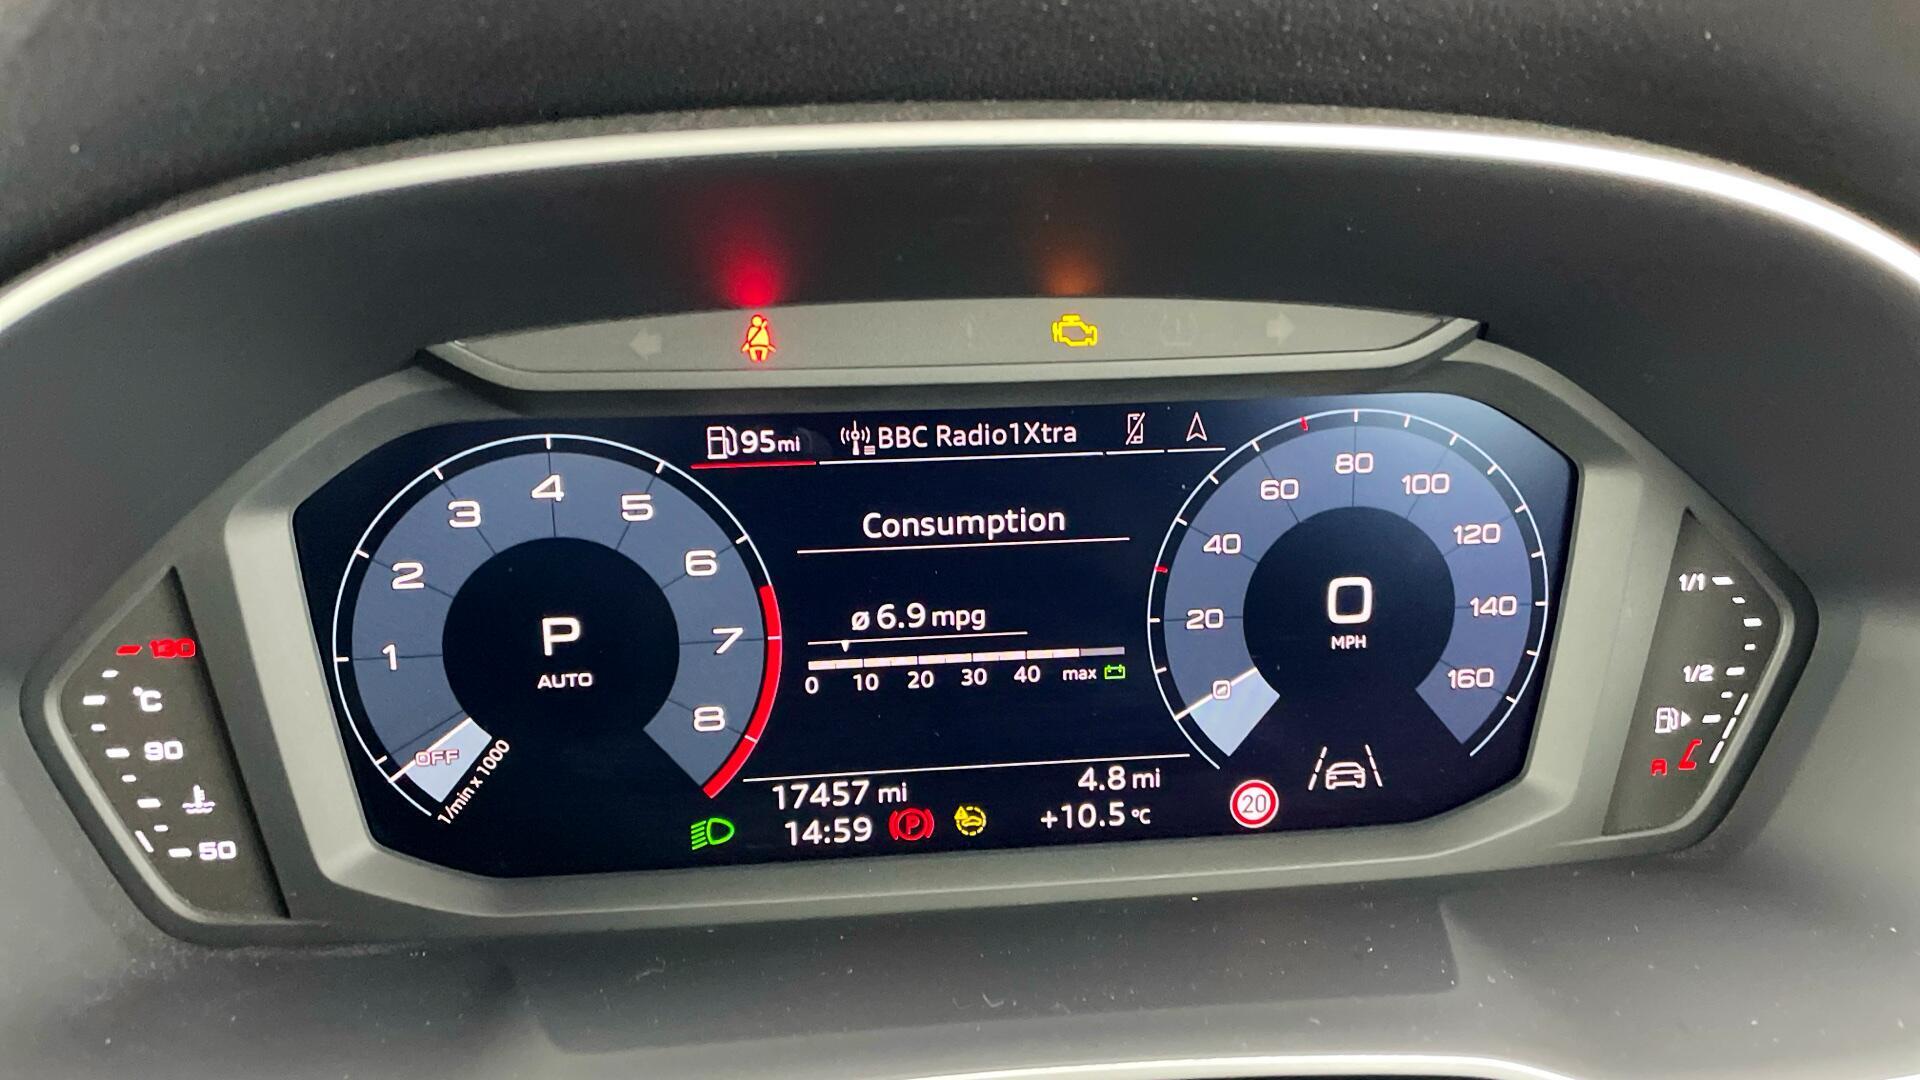 95mi
BBC Radio1Xtra
Consumption
ø 6.9 mpg
0 10 20 30 40 max
OFF 1 2 3 4 5 6 7 8
1/min x 1000
P
AUTO
0 20 40 60 80 100 120 140 160
0
MPH
17457 mi
4.8 mi
14:59
P
+10.5 °C
20
130
°C
90
50
1/1
1/2
R